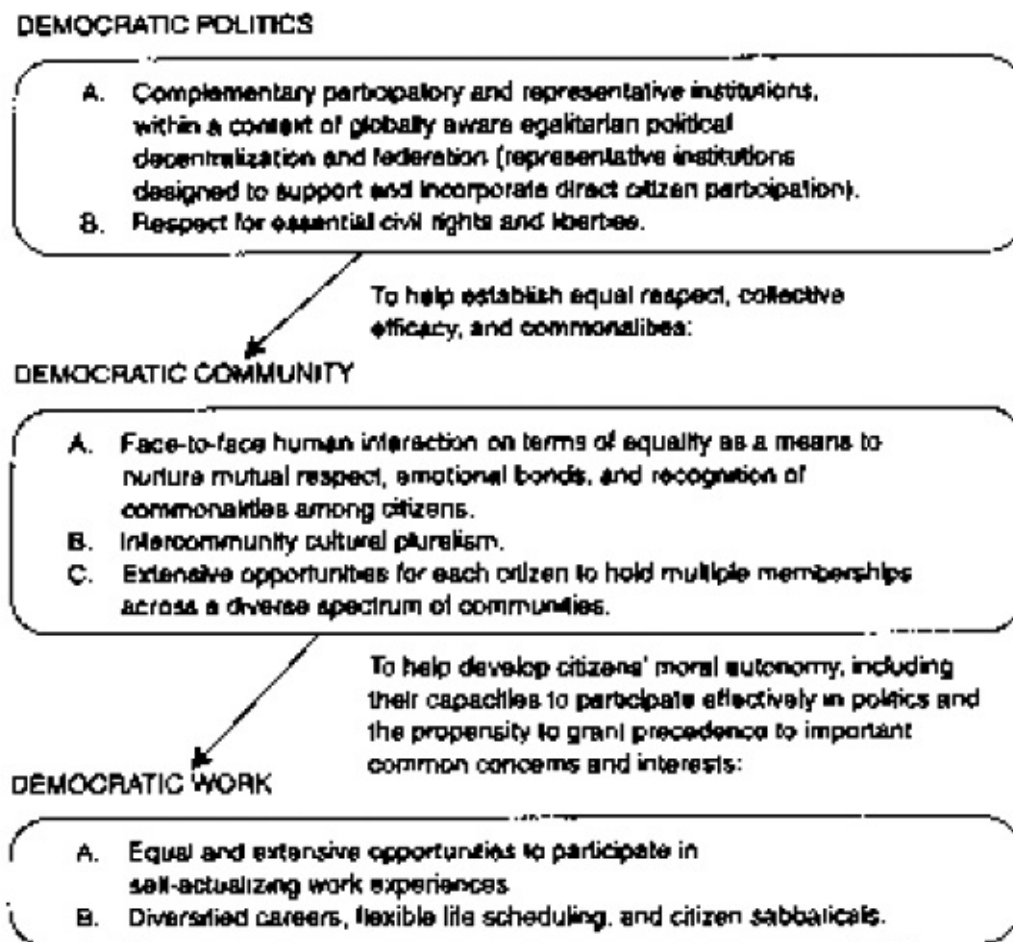 DEMOCRATIC POLITICS
A. Complementary participatory and representative institutions,
within a context of globally aware egalitarian political
decentralization and federation (representative institutions
designed to support and incorporate direct citizen participation).
B. Respect for essential civil rights and liberties.
To help establish equal respect, collective
efficacy, and commonalities:
DEMOCRATIC COMMUNITY
A. Face-to-face human interaction on terms of equality as a means to
nurture mutual respect, emotional bonds, and recognition of
commonalities among citizens.
B. Intercommunity cultural pluralism.
C. Extensive opportunities for each citizen to hold multiple memberships
across a diverse spectrum of communities.
To help develop citizens' moral autonomy, including
their capacities to participate effectively in politics and
the propensity to grant precedence to important
common concerns and interests:
DEMOCRATIC WORK
A. Equal and extensive opportunities to participate in
self-actualizing work experiences
B. Diversified careers, flexible life scheduling, and citizen sabbaticals.